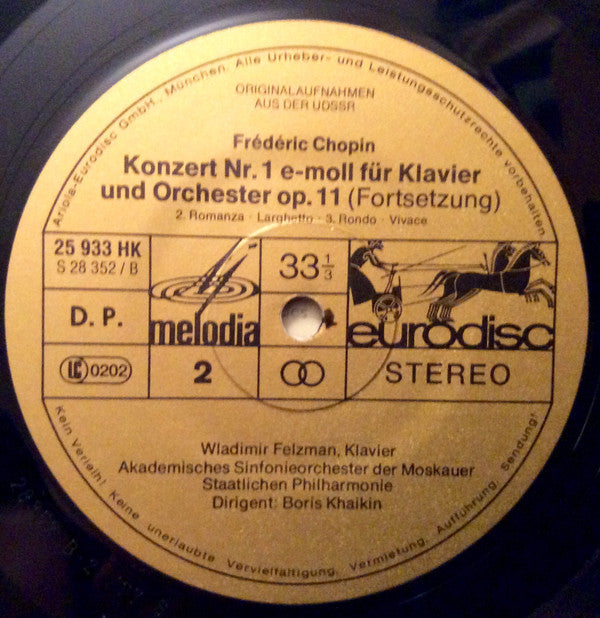 Ariola-Eurodisc GmbH., München. Alle Urheber- und Leistungsschutzrechte vorbehalten
ORIGINALAUFNAHMEN
AUS DER UDSSR
Frédéric Chopin
Konzert Nr. 1 e-moll für Klavier
und Orchester op. 11 (Fortsetzung)
2. Romanza · Larghetto · 3. Rondo · Vivace
25 933 HK
S 28 352 / B
33 1/3
D. P.
melodia
eurodisc
LC 0202
2
STEREO
Wladimir Felzman, Klavier
Akademisches Sinfonieorchester der Moskauer
Staatlichen Philharmonie
Dirigent: Boris Khaikin
Kein Verleih! Keine unerlaubte Vervielfältigung, Vermietung, Aufführung, Sendung!